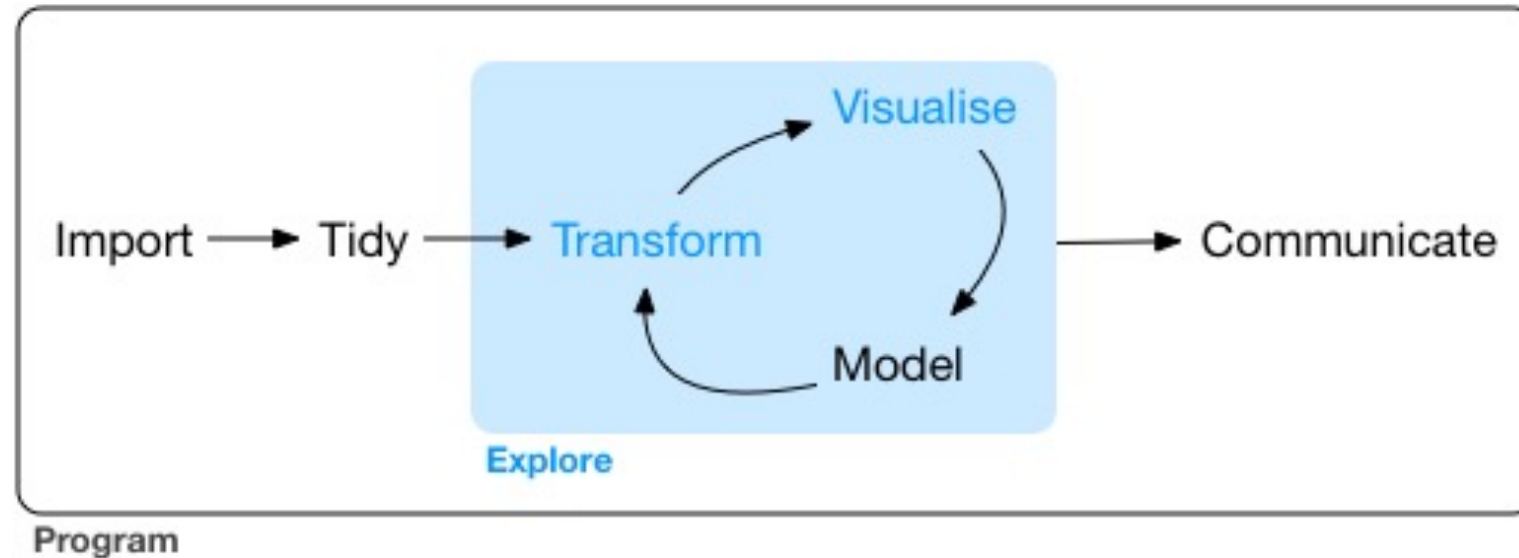 Visualise
Import Tidy Transform Communicate
Model
Explore
Program